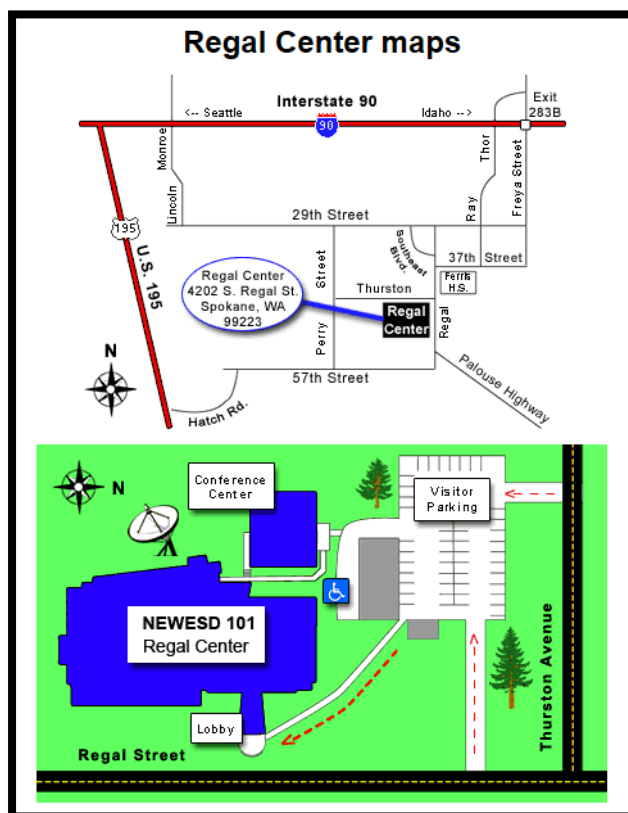 Regal Center maps
Exit
283B
Interstate 90
<-- Seattle
Idaho -->
90
Monroe
Thor
Lincoln
Ray
Freya Street
29th Street
195
U.S. 195
Southeast
Blvd.
37th Street
Perry Street
Thurston
Ferris
H.S.
Regal Center
4202 S. Regal St.
Spokane, WA
99223
Regal
Center
Regal
N
57th Street
Palouse Highway
Hatch Rd.
N
Conference
Center
Visitor
Parking
NEWESD 101
Regal Center
Lobby
Thurston Avenue
Regal Street